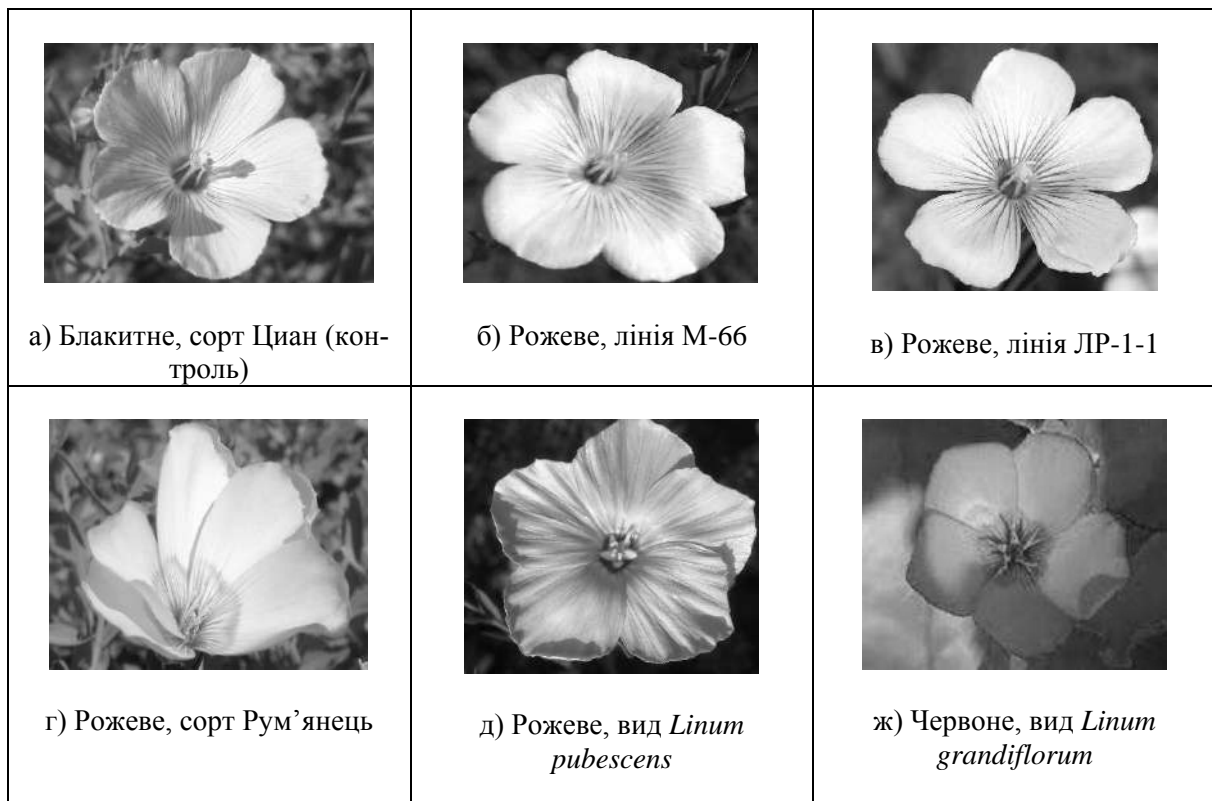 а) Блакитне, сорт Циан (кон-
троль)
б) Рожеве, лінія М-66
в) Рожеве, лінія ЛР-1-1
г) Рожеве, сорт Рум’янець
д) Рожеве, вид Linum
pubescens
ж) Червоне, вид Linum
grandiflorum